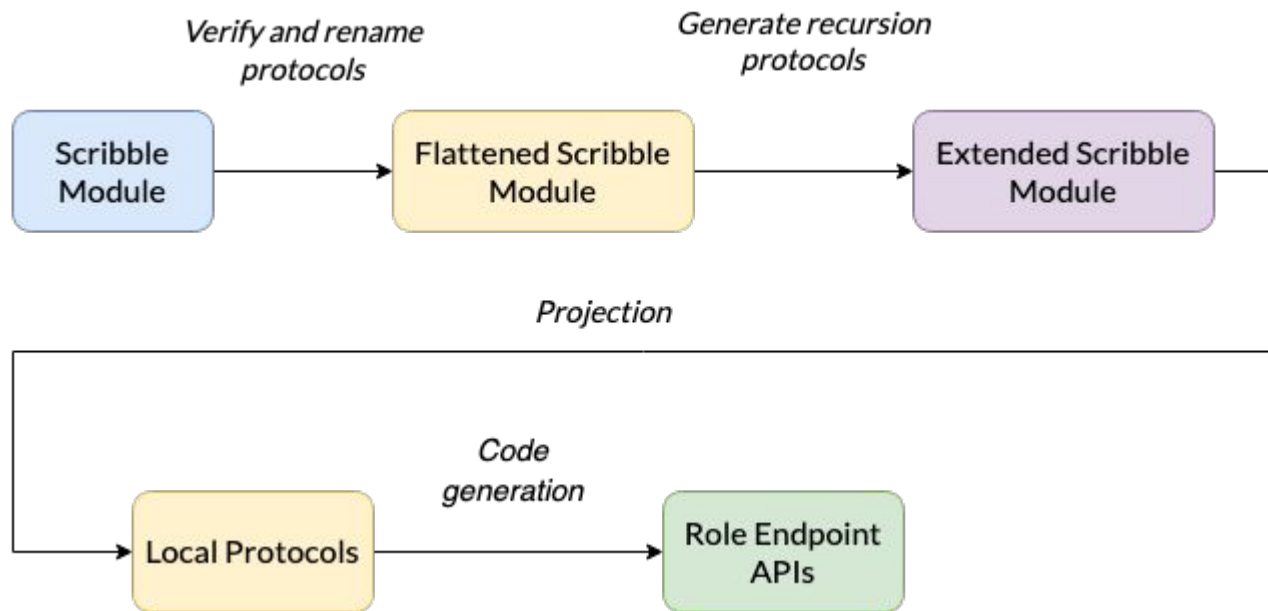 Verify and rename
protocols
Generate recursion
protocols
Scribble
Module
Flattened Scribble
Module
Extended Scribble
Module
Projection
Code
generation
Local Protocols
Role Endpoint
APIs